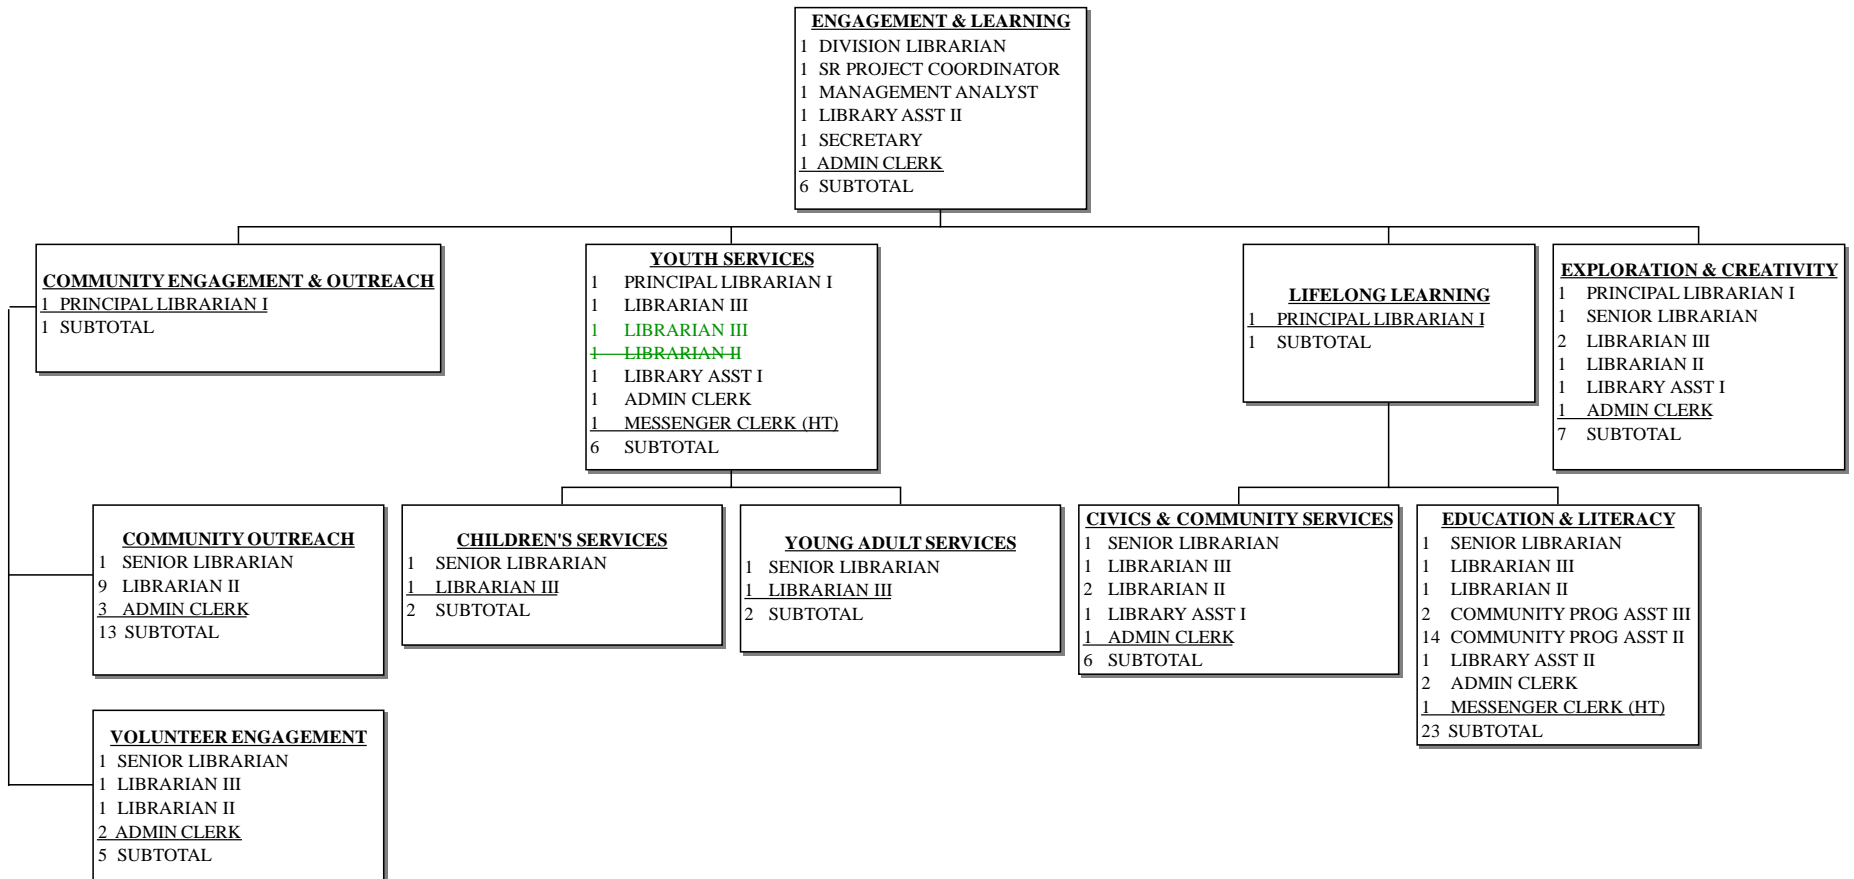 ENGAGEMENT & LEARNING
1 DIVISION LIBRARIAN
1 SR PROJECT COORDINATOR
1 MANAGEMENT ANALYST
1 LIBRARY ASST II
1 SECRETARY
1 ADMIN CLERK
6 SUBTOTAL
COMMUNITY ENGAGEMENT & OUTREACH
1 PRINCIPAL LIBRARIAN I
1 SUBTOTAL
YOUTH SERVICES
1 PRINCIPAL LIBRARIAN I
1 LIBRARIAN III
1 LIBRARIAN III
1 LIBRARIAN II
1 LIBRARY ASST I
1 ADMIN CLERK
1 MESSENGER CLERK (HT)
6 SUBTOTAL
LIFELONG LEARNING
1 PRINCIPAL LIBRARIAN I
1 SUBTOTAL
EXPLORATION & CREATIVITY
1 PRINCIPAL LIBRARIAN I
1 SENIOR LIBRARIAN
2 LIBRARIAN III
1 LIBRARIAN II
1 LIBRARY ASST I
1 ADMIN CLERK
7 SUBTOTAL
COMMUNITY OUTREACH
1 SENIOR LIBRARIAN
9 LIBRARIAN II
3 ADMIN CLERK
13 SUBTOTAL
CHILDREN'S SERVICES
1 SENIOR LIBRARIAN
1 LIBRARIAN III
2 SUBTOTAL
YOUNG ADULT SERVICES
1 SENIOR LIBRARIAN
1 LIBRARIAN III
2 SUBTOTAL
CIVICS & COMMUNITY SERVICES
1 SENIOR LIBRARIAN
1 LIBRARIAN III
2 LIBRARIAN II
1 LIBRARY ASST I
1 ADMIN CLERK
6 SUBTOTAL
EDUCATION & LITERACY
1 SENIOR LIBRARIAN
1 LIBRARIAN III
1 LIBRARIAN II
2 COMMUNITY PROG ASST III
14 COMMUNITY PROG ASST II
1 LIBRARY ASST II
2 ADMIN CLERK
1 MESSENGER CLERK (HT)
23 SUBTOTAL
VOLUNTEER ENGAGEMENT
1 SENIOR LIBRARIAN
1 LIBRARIAN III
1 LIBRARIAN II
2 ADMIN CLERK
5 SUBTOTAL